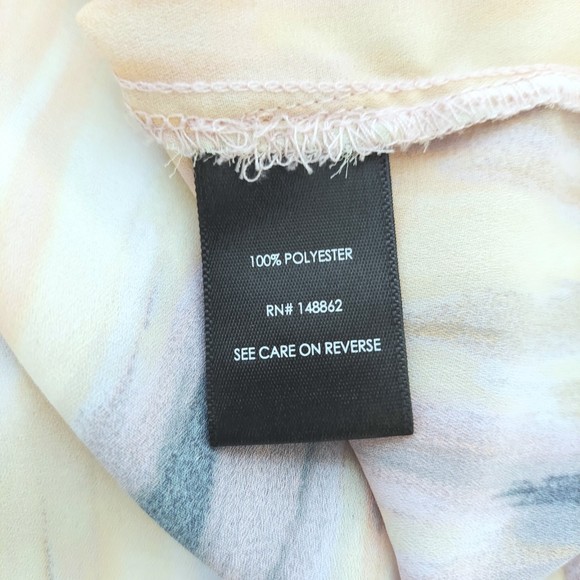 100% POLYESTER
RN# 148862
SEE CARE ON REVERSE